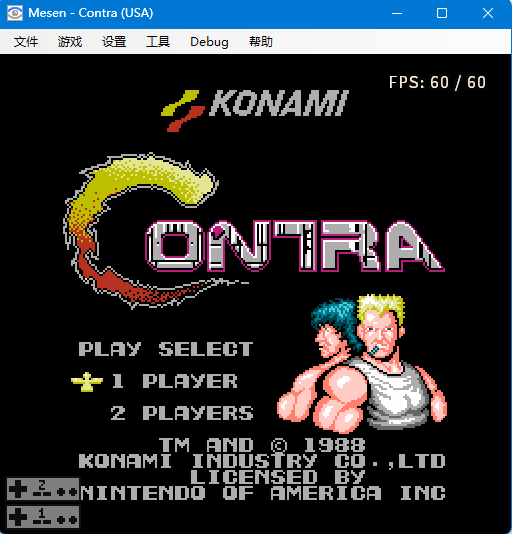 Mesen - Contra (USA)
文件 游戏 设置 工具 Debug 帮助
FPS: 60 / 60
KONAMI
CONTRA
PLAY SELECT
1 PLAYER
2 PLAYERS
TM AND © 1988
KONAMI INDUSTRY CO.,LTD
LICENSED BY
NINTENDO OF AMERICA INC
2
1